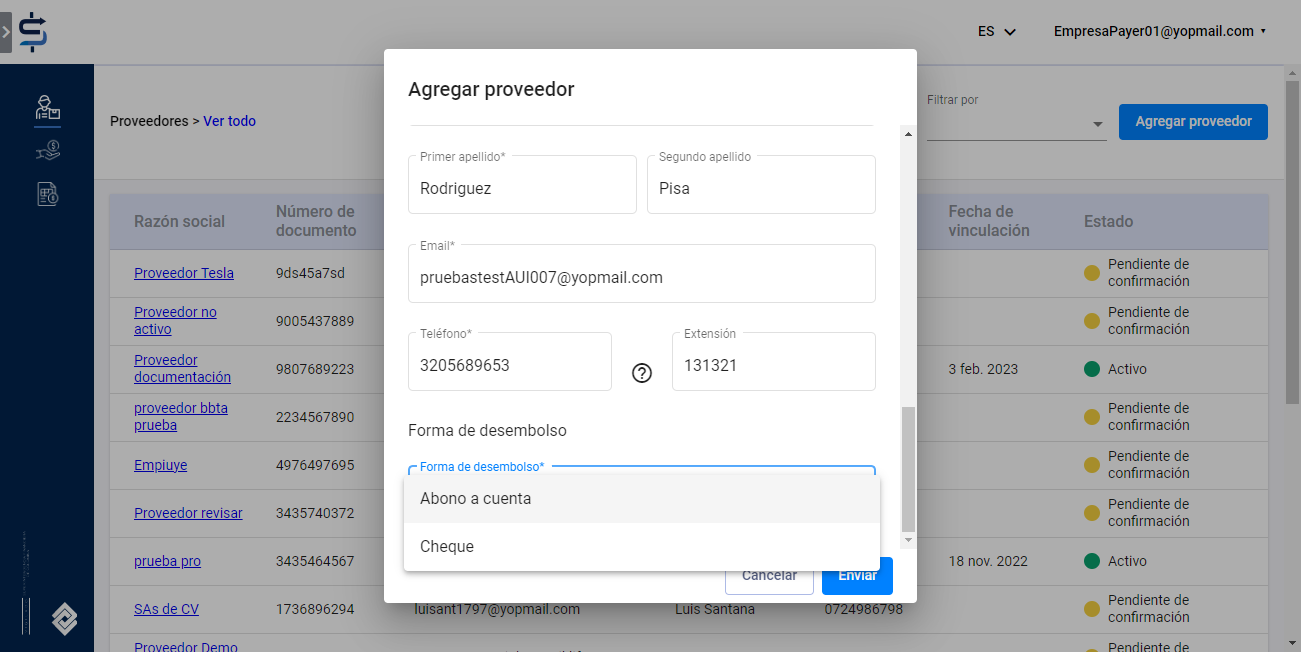 ES
EmpresaPayer01@yopmail.com
Proveedores > Ver todo
Filtrar por
Agregar proveedor
Razón social
Número de
documento
Fecha de
vinculación
Estado
Proveedor Tesla
9ds45a7sd
Pendiente de
confirmación
Proveedor no
activo
9005437889
Pendiente de
confirmación
Proveedor
documentación
9807689223
3 feb. 2023
Activo
proveedor bbta
prueba
2234567890
Pendiente de
confirmación
Empiuye
4976497695
Pendiente de
confirmación
Proveedor revisar
3435740372
Pendiente de
confirmación
prueba pro
3435464567
18 nov. 2022
Activo
SAs de CV
1736896294
luisant1797@yopmail.com
Luis Santana
0724986798
Pendiente de
confirmación
Proveedor Demo
Pendiente de
Agregar proveedor
Primer apellido*
Rodriguez
Segundo apellido
Pisa
Email*
pruebastestAUI007@yopmail.com
Teléfono*
3205689653
Extensión
131321
Forma de desembolso
Forma de desembolso*
Abono a cuenta
Cheque
Cancelar
Enviar